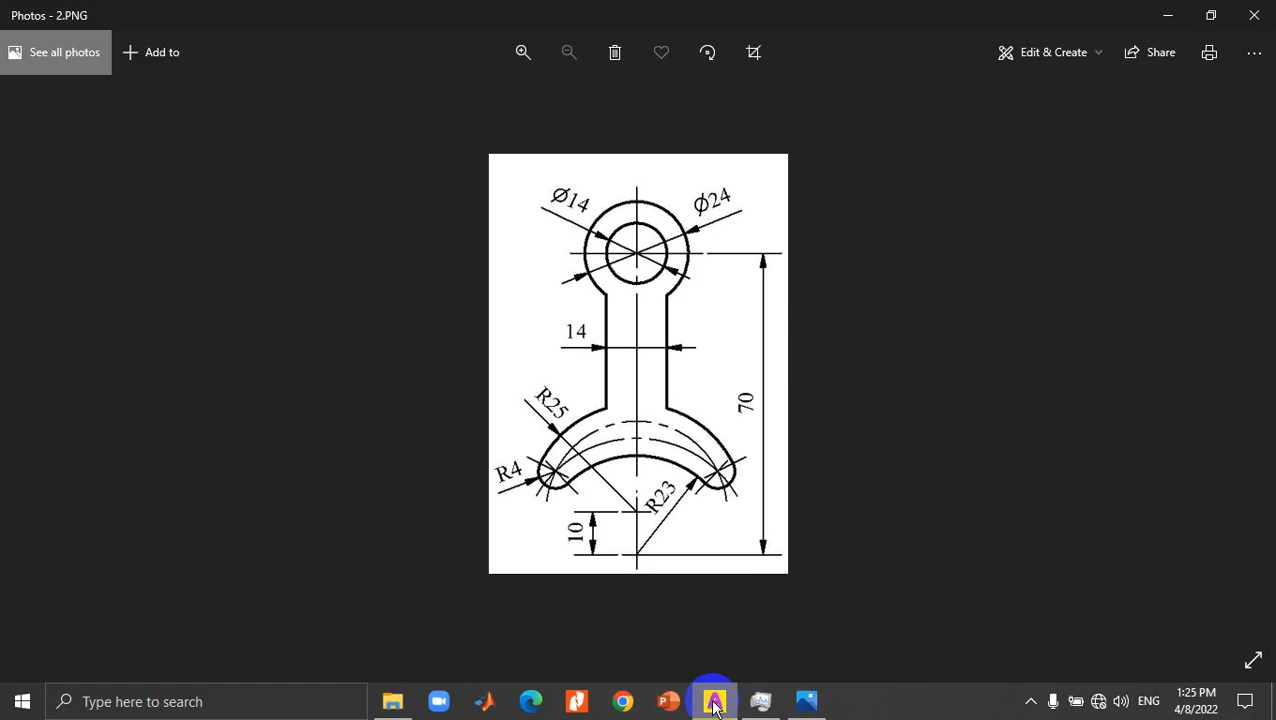 Photos - 2.PNG
See all photos
Add to
Edit & Create
Share
Ø14
Ø24
14
R25
70
R4
R23
10
Type here to search
ENG
1:25 PM
4/8/2022